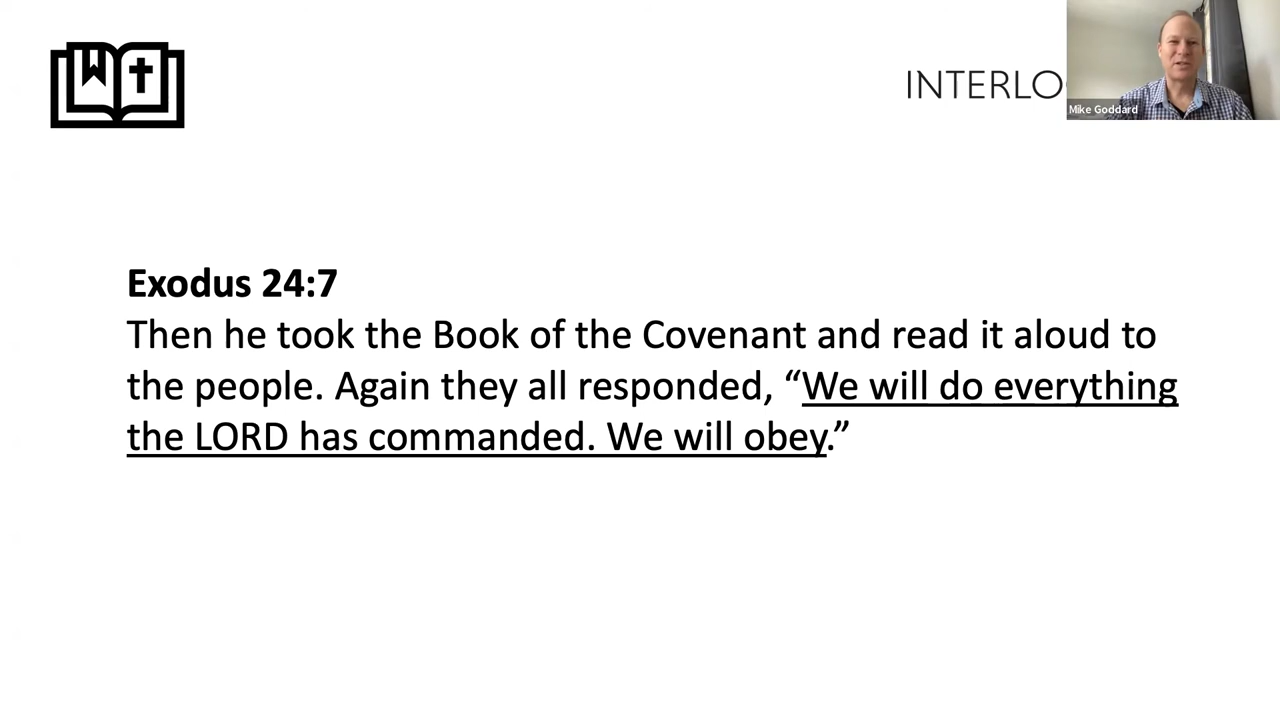 INTERLO
Mike Goddard
Exodus 24:7
Then he took the Book of the Covenant and read it aloud to
the people. Again they all responded, “We will do everything
the LORD has commanded. We will obey.”